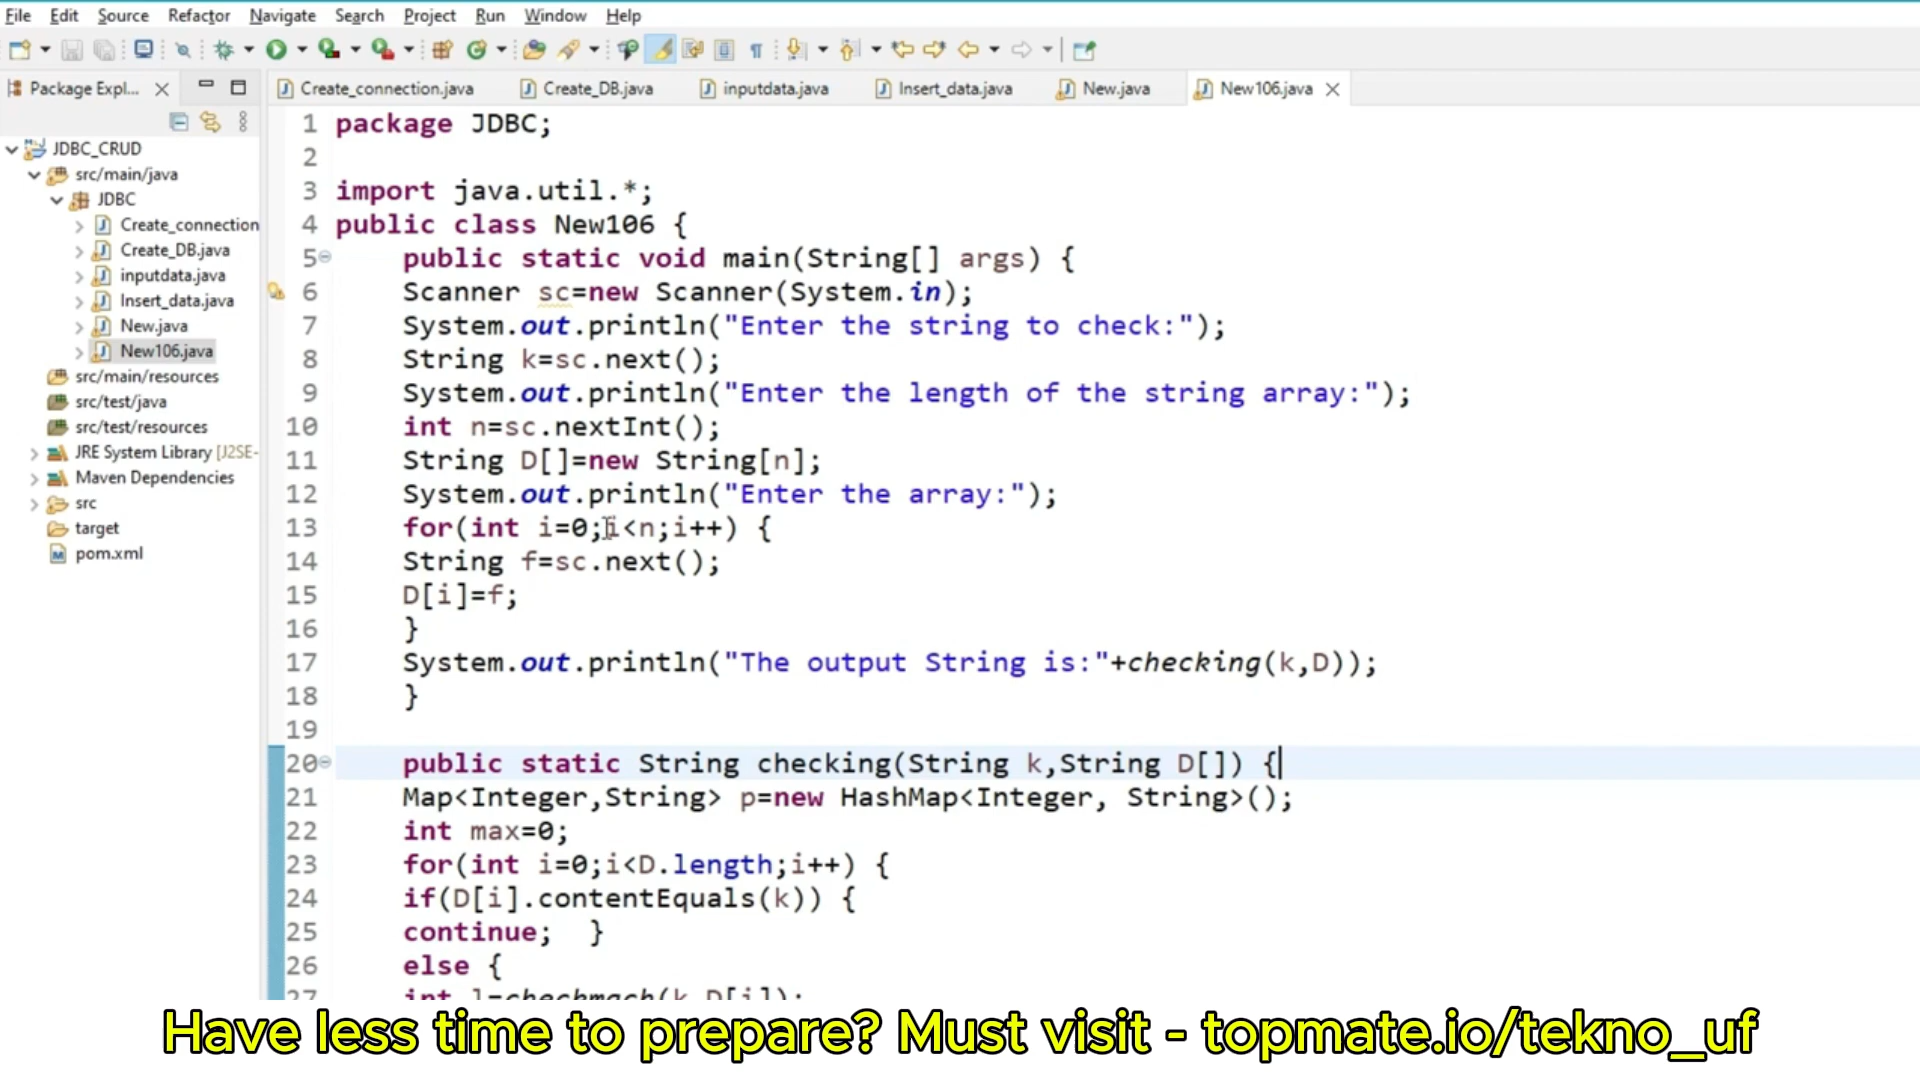 File Edit Source Refactor Navigate Search Project Run Window Help
Package Expl...
Create_connection.java Create_DB.java inputdata.java Insert_data.java New.java New106.java
JDBC_CRUD
src/main/java
JDBC
Create_connection
Create_DB.java
inputdata.java
Insert_data.java
New.java
New106.java
src/main/resources
src/test/java
src/test/resources
JRE System Library [J2SE-
Maven Dependencies
src
target
pom.xml
1 package JDBC;
2
3 import java.util.*;
4 public class New106 {
5 public static void main(String[] args) {
6 Scanner sc=new Scanner(System.in);
7 System.out.println("Enter the string to check:");
8 String k=sc.next();
9 System.out.println("Enter the length of the string array:");
10 int n=sc.nextInt();
11 String D[]=new String[n];
12 System.out.println("Enter the array:");
13 for(int i=0;i<n;i++) {
14 String f=sc.next();
15 D[i]=f;
16 }
17 System.out.println("The output String is:"+checking(k,D));
18 }
19
20 public static String checking(String k,String D[]) {
21 Map<Integer,String> p=new HashMap<Integer, String>();
22 int max=0;
23 for(int i=0;i<D.length;i++) {
24 if(D[i].contentEquals(k)) {
25 continue; }
26 else {
27 int l=checkmach(k,D[i]);
Have less time to prepare? Must visit - topmate.io/tekno_uf